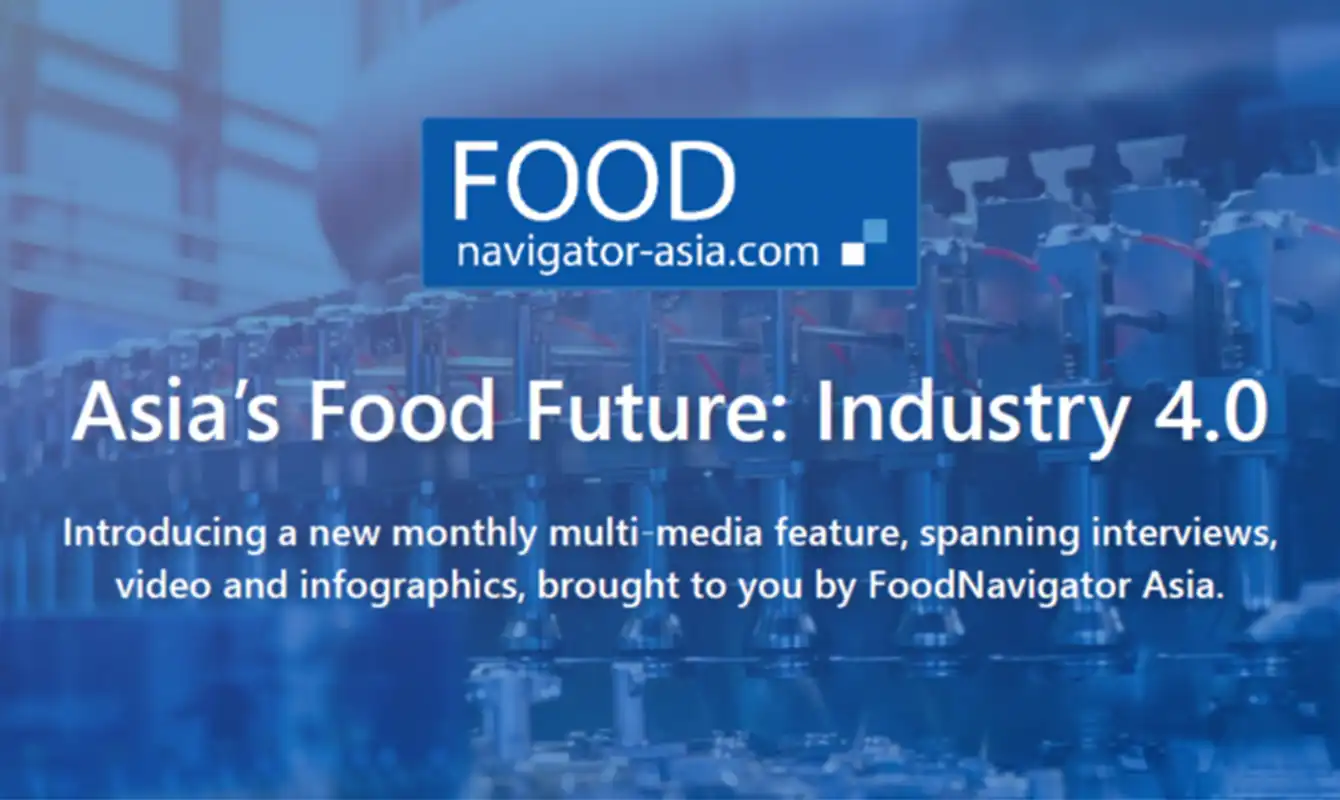 FOOD
navigator-asia.com
Asia’s Food Future: Industry 4.0
Introducing a new monthly multi-media feature, spanning interviews,
video and infographics, brought to you by FoodNavigator Asia.